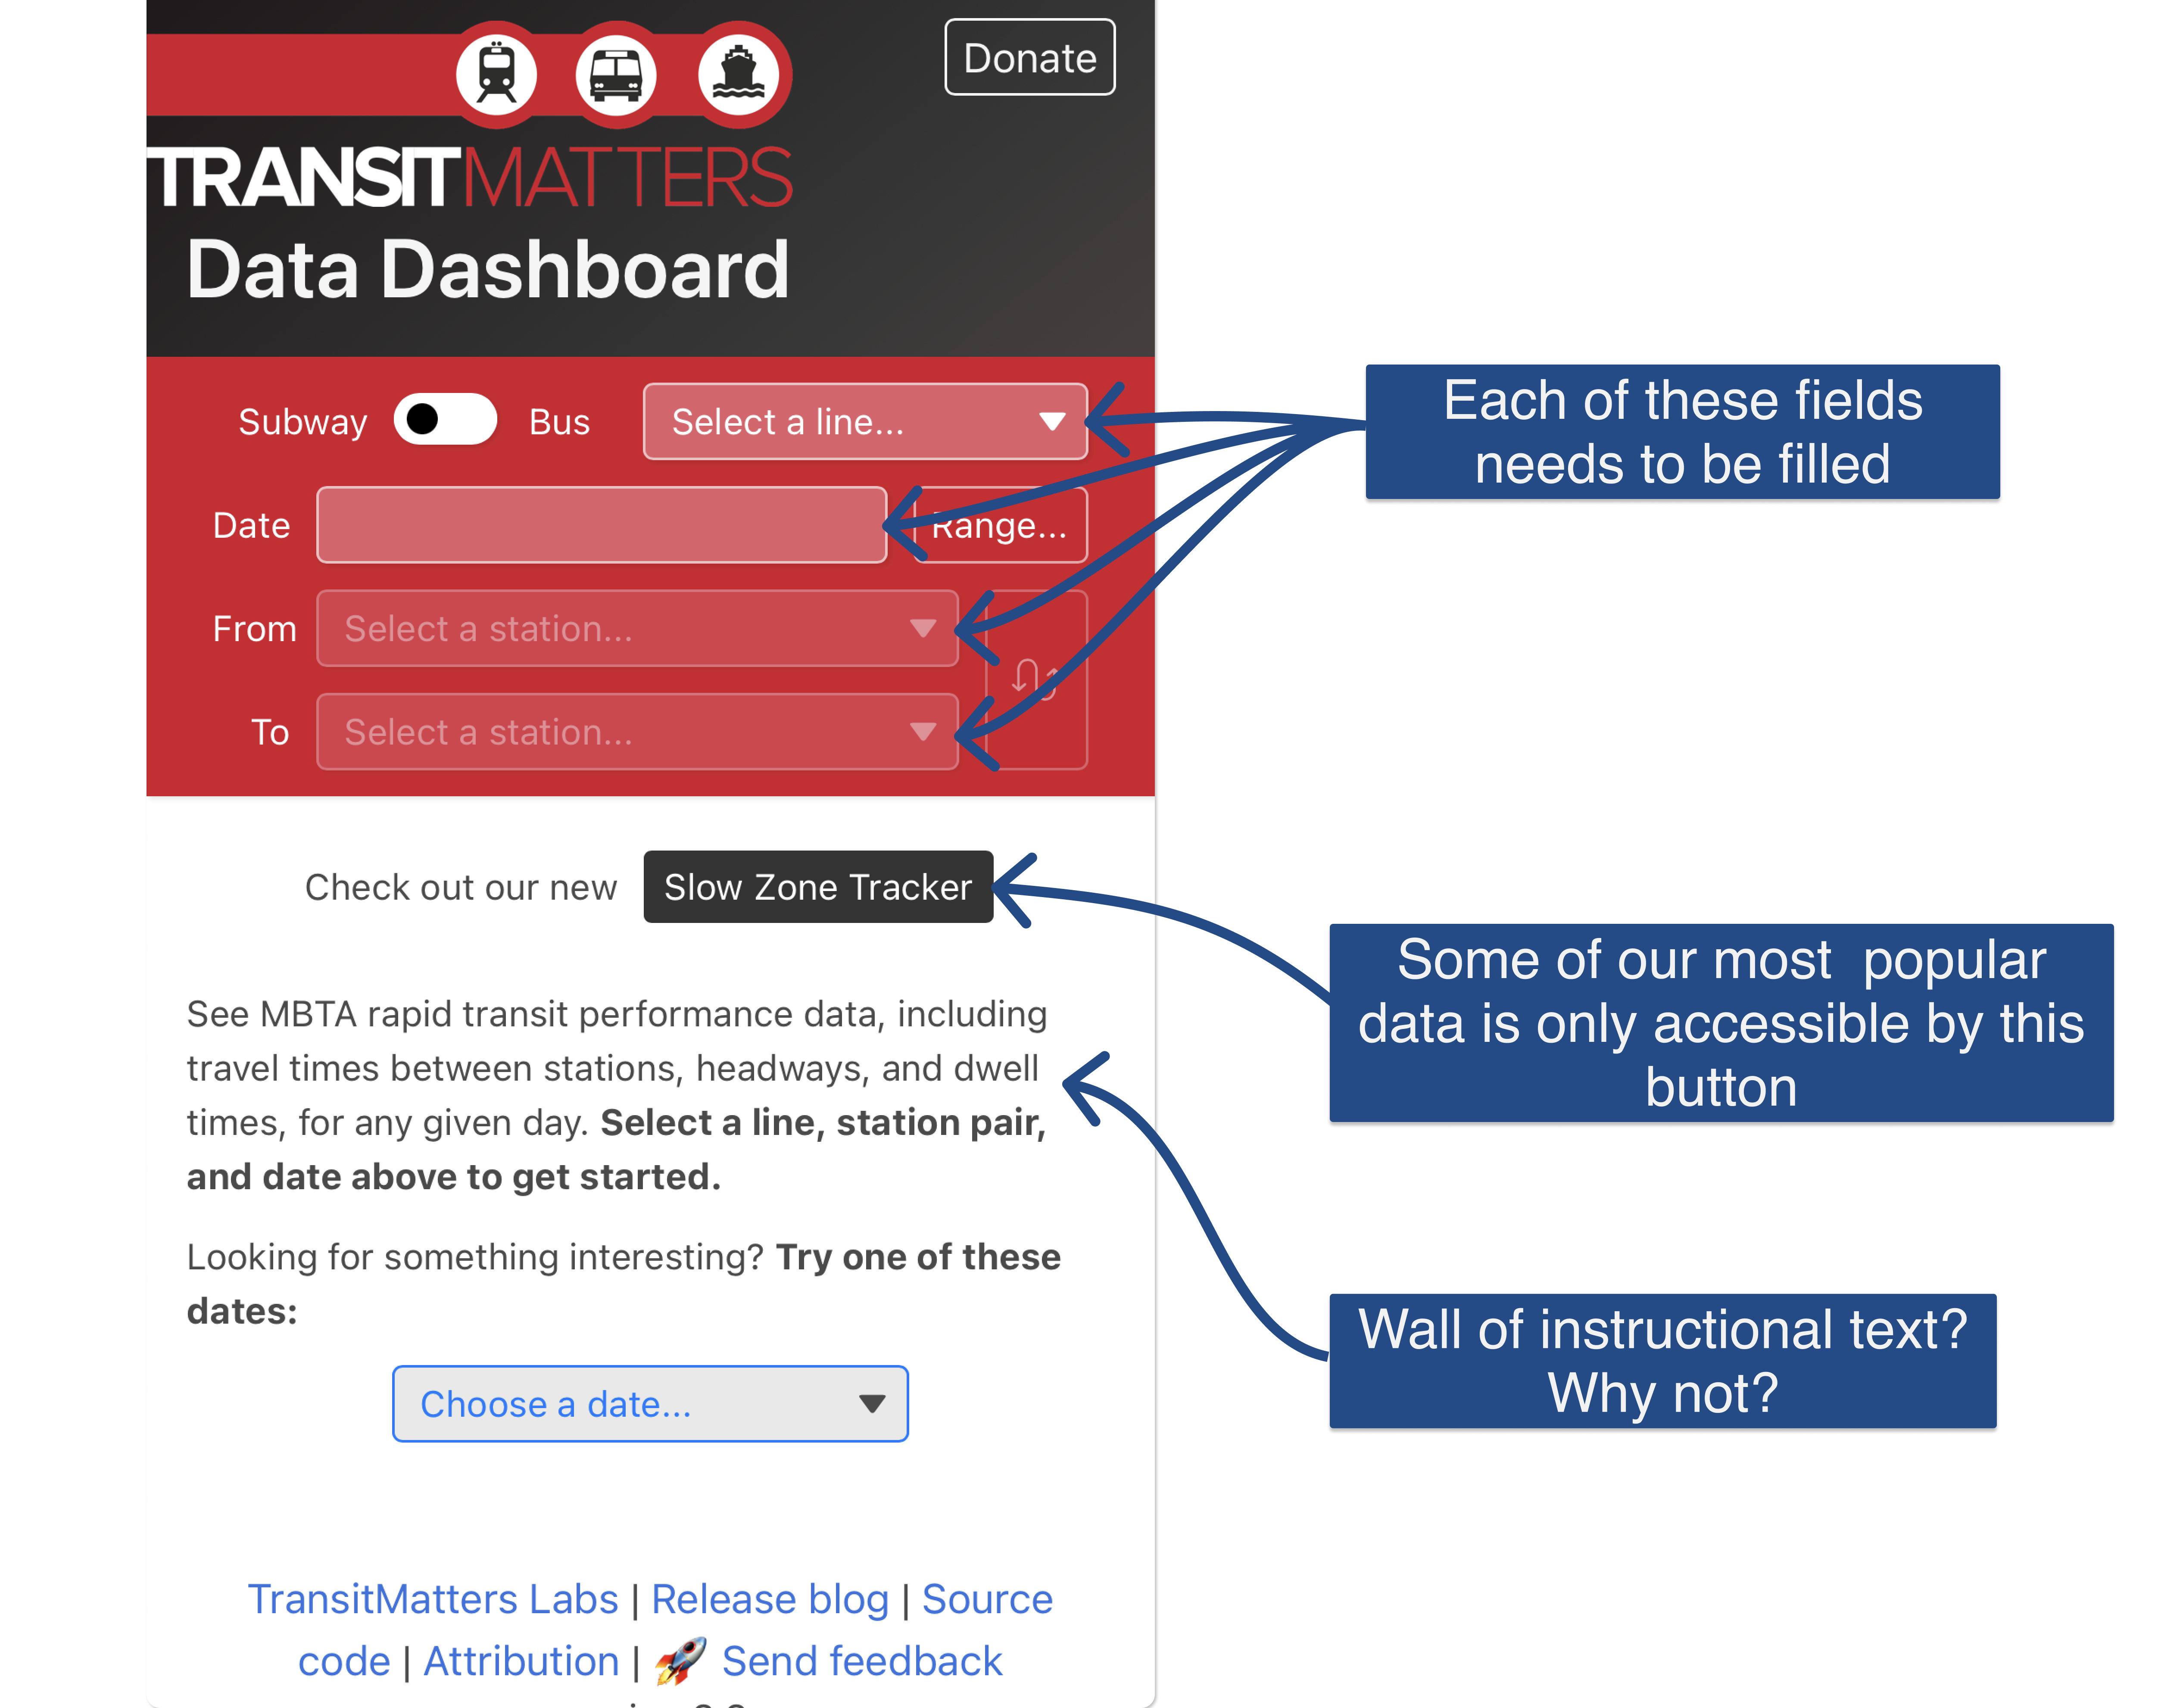 Donate
TRANSITMATTERS
Data Dashboard
Subway Bus Select a line...
Date Range...
From Select a station...
To Select a station...
Check out our new Slow Zone Tracker
See MBTA rapid transit performance data, including
travel times between stations, headways, and dwell
times, for any given day. Select a line, station pair,
and date above to get started.
Looking for something interesting? Try one of these
dates:
Choose a date...
TransitMatters Labs | Release blog | Source
code | Attribution | 🚀 Send feedback
Each of these fields
needs to be filled
Some of our most popular
data is only accessible by this
button
Wall of instructional text?
Why not?